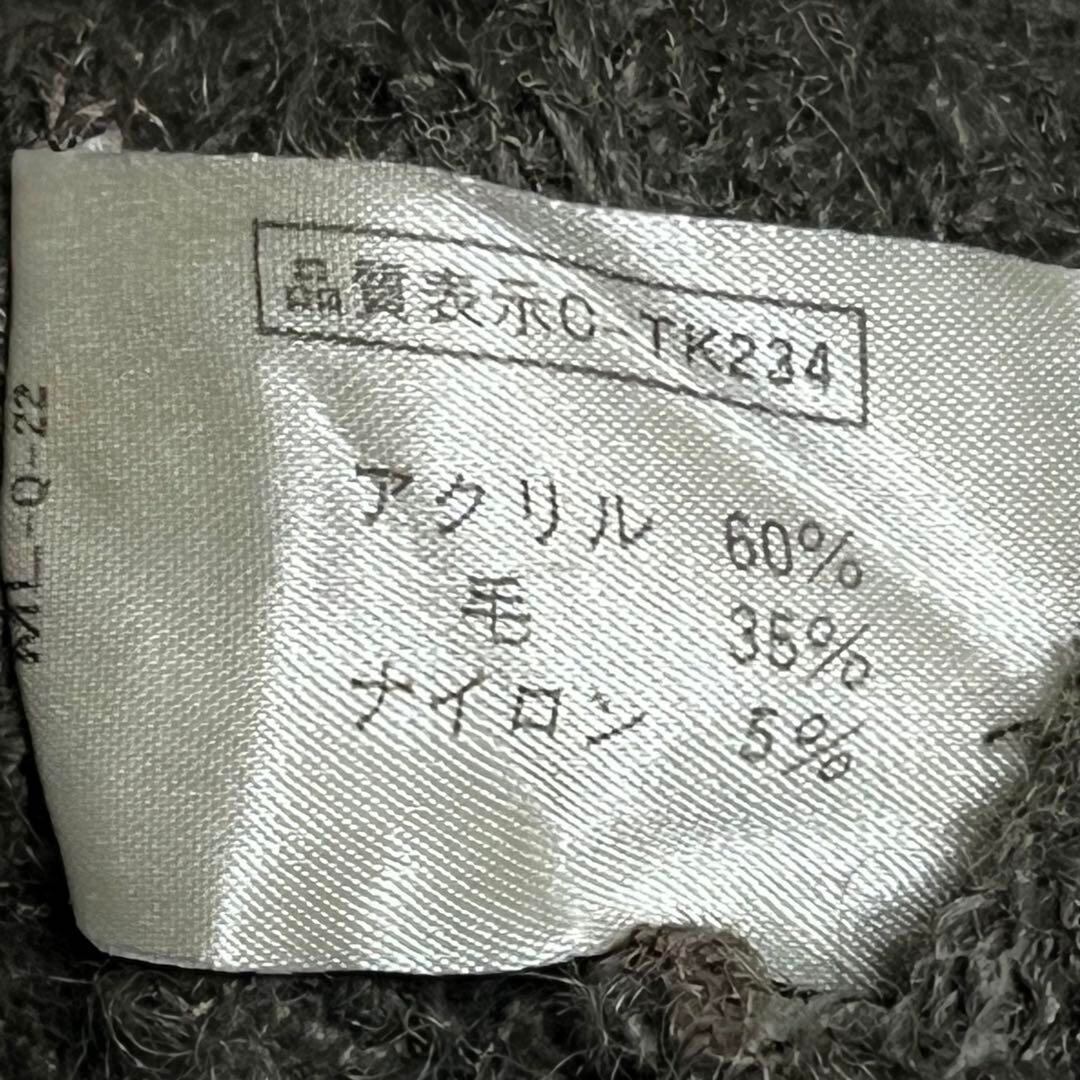 品質表示C TK234
アクリル 60%
毛 35%
ナイロン 5%